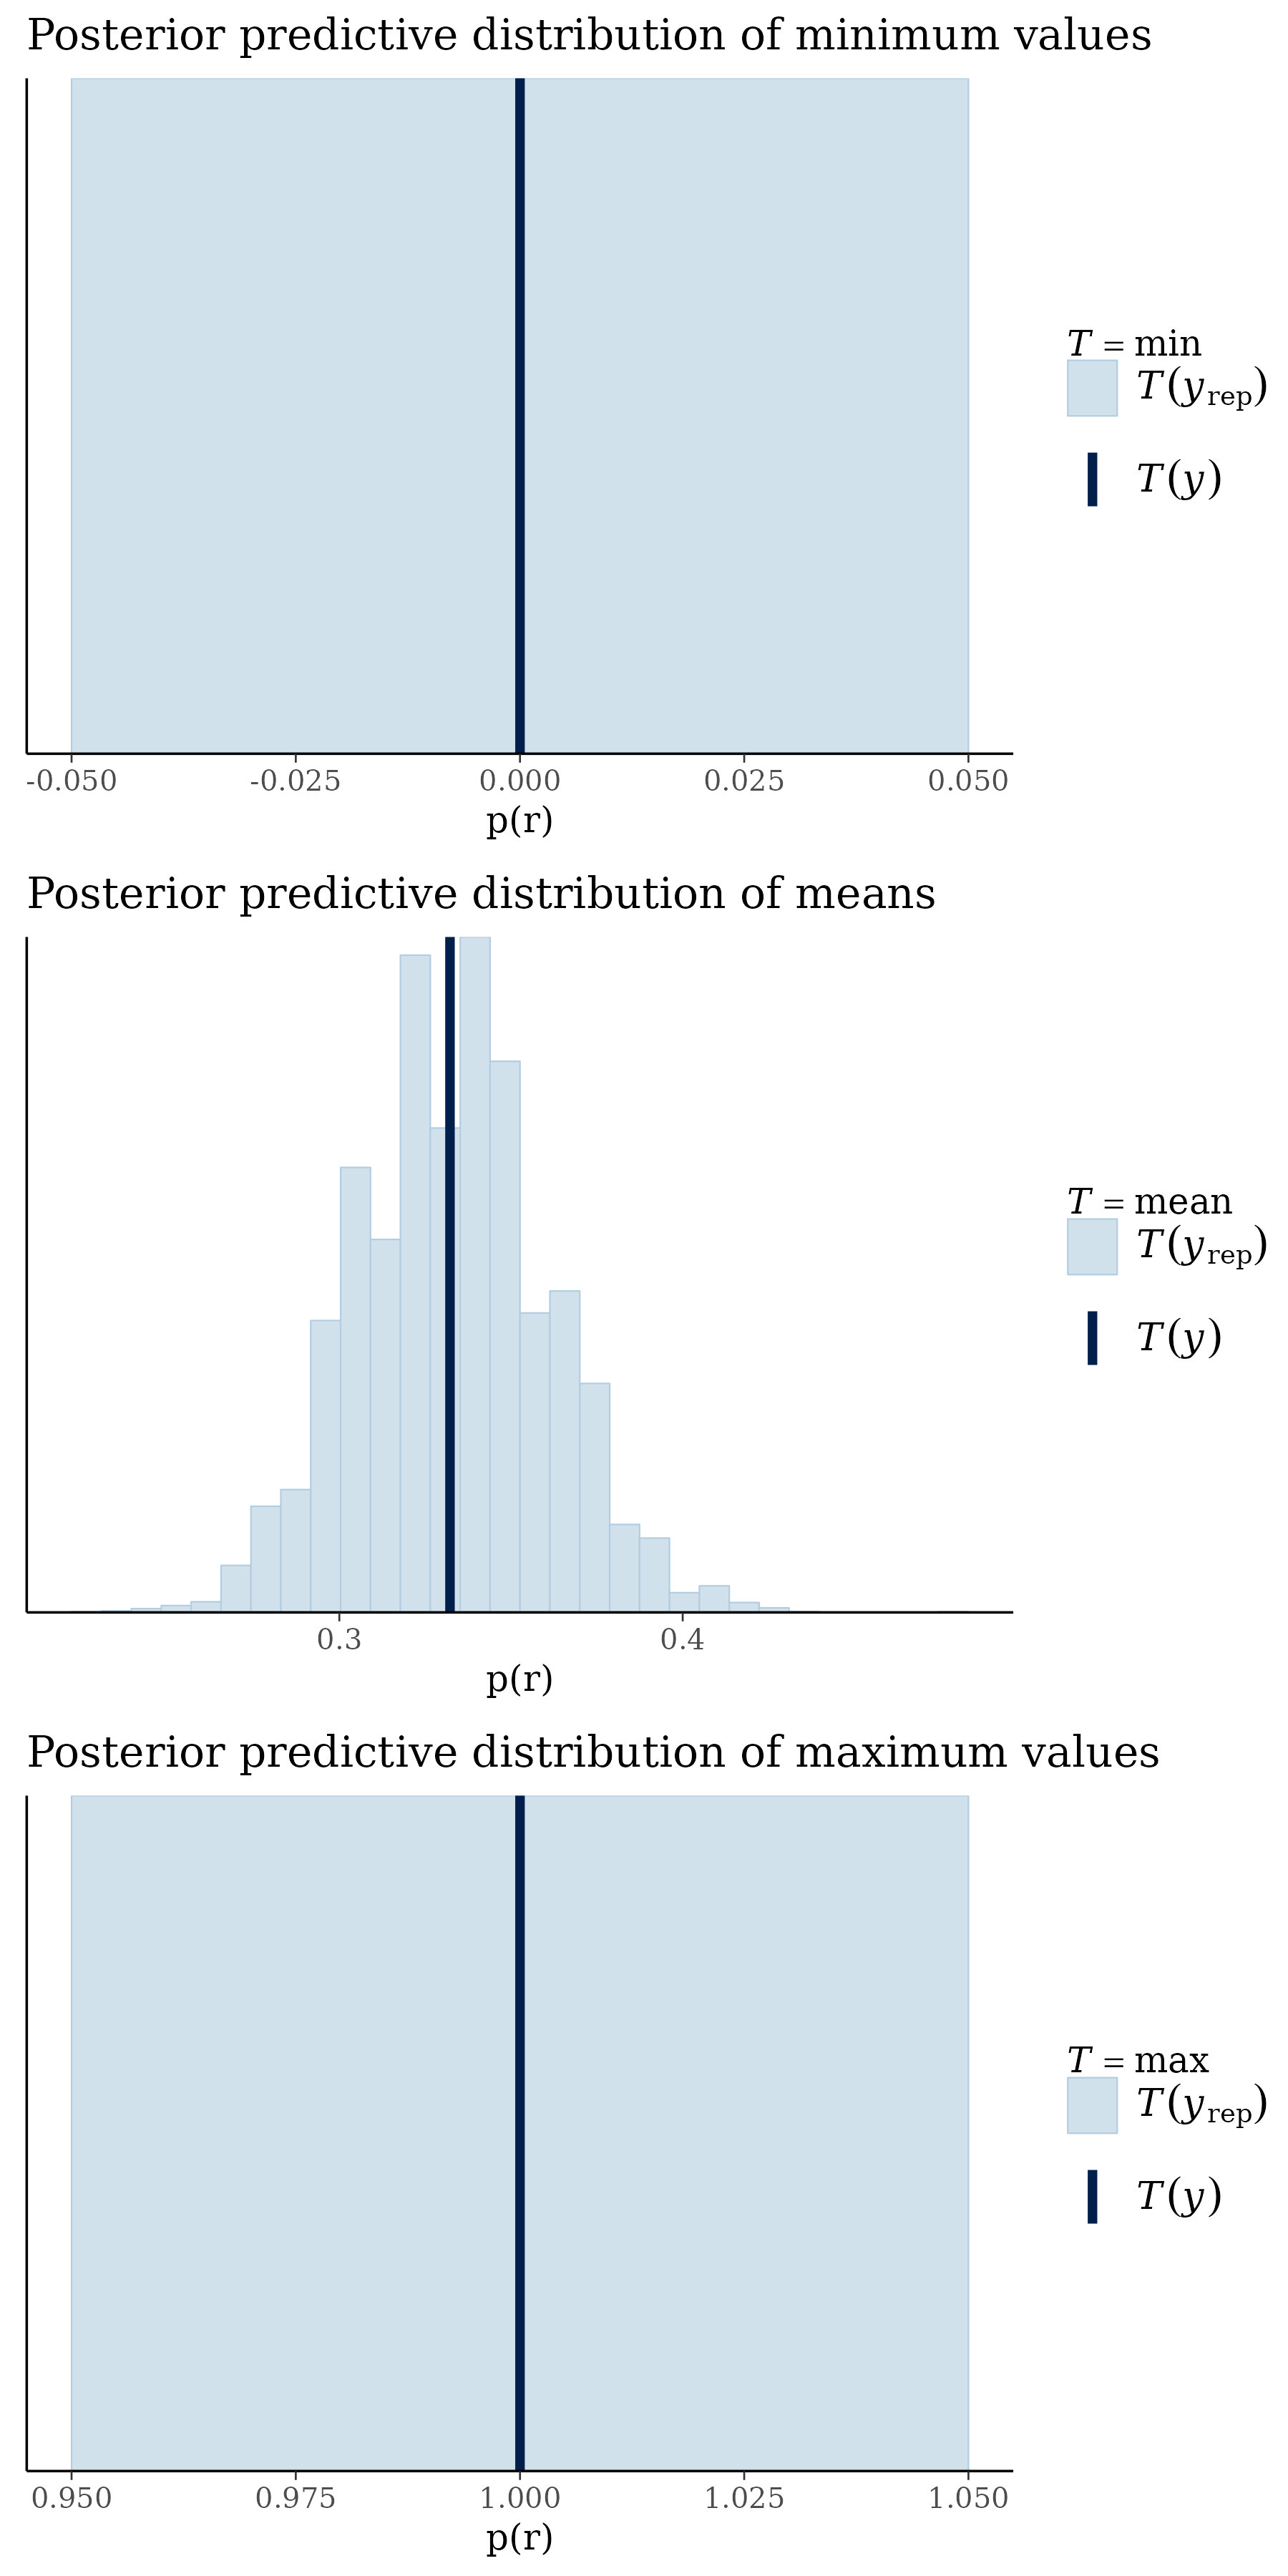 Posterior predictive distribution of minimum values
T = min
T(yrep)
T(y)
-0.050 -0.025 0.000 0.025 0.050
p(r)
Posterior predictive distribution of means
T = mean
T(yrep)
T(y)
0.3 0.4
p(r)
Posterior predictive distribution of maximum values
T = max
T(yrep)
T(y)
0.950 0.975 1.000 1.025 1.050
p(r)